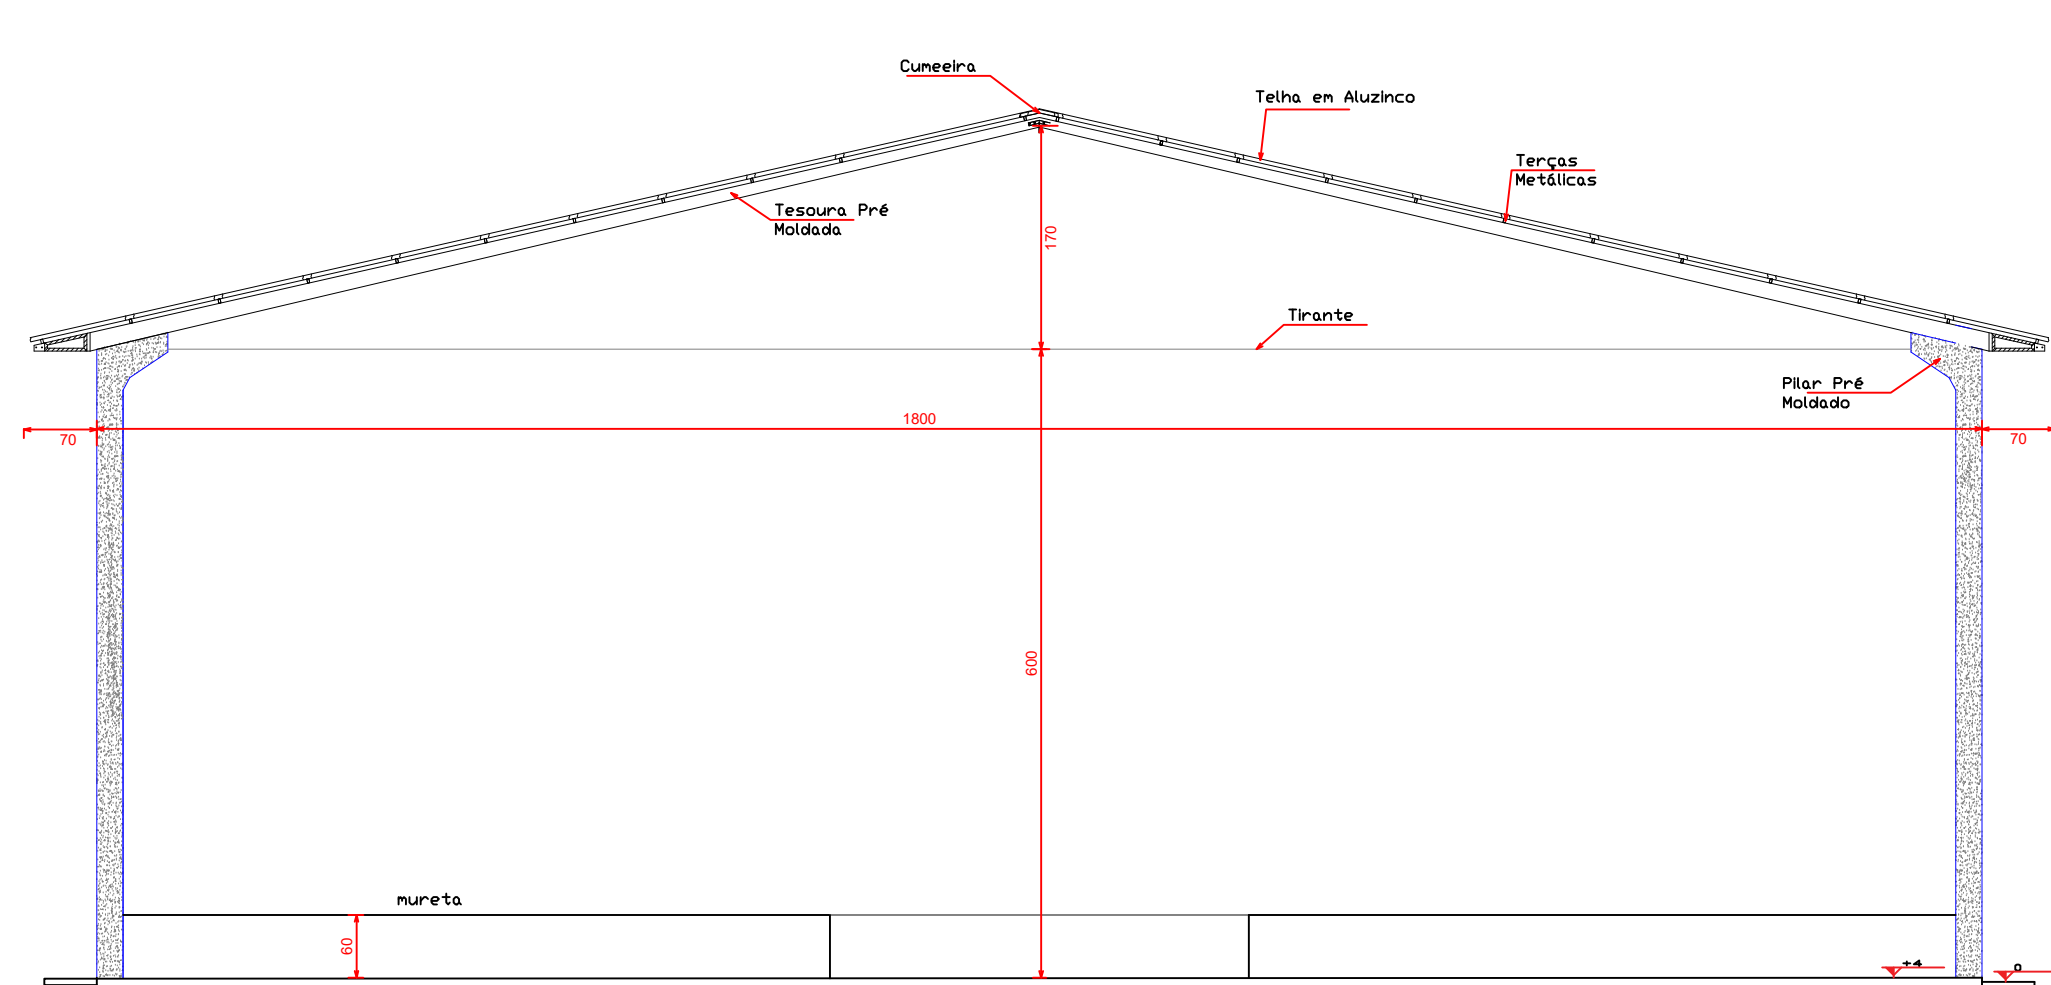 Cumeeira
Telha em Aluzinco
Terças
Metálicas
Tesoura Pré
Moldada
170
Tirante
Pilar Pré
Moldado
1800
70
70
600
mureta
60
+4
0